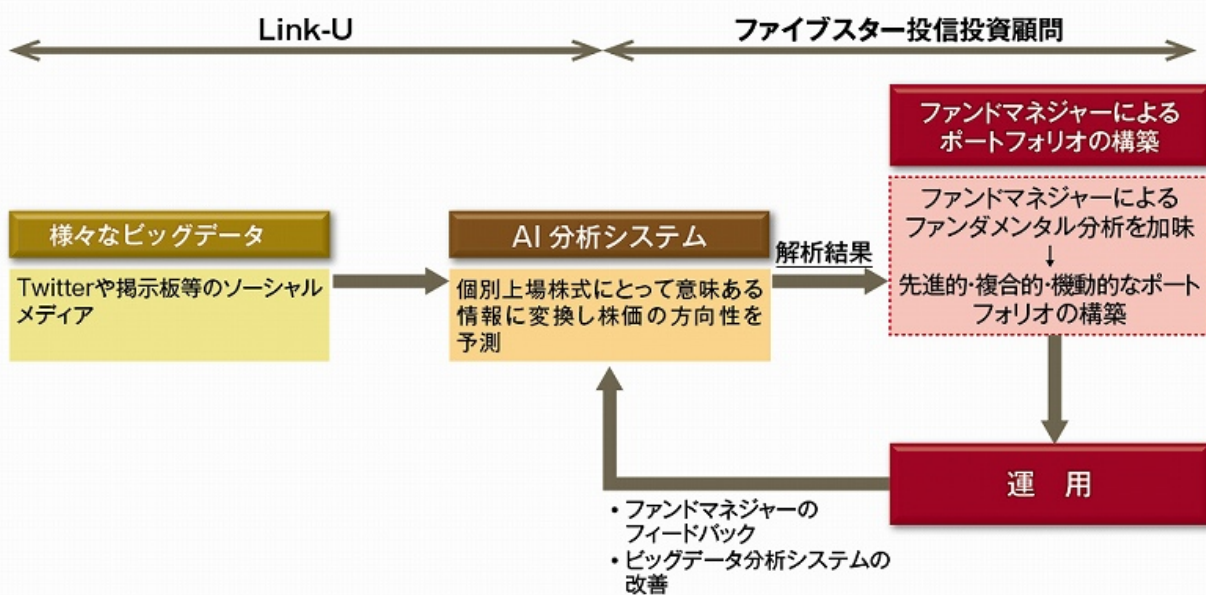 Link-U
ファイブスター投信投資顧問
様々なビッグデータ
Twitterや掲示板等のソーシャル
メディア
AI 分析システム
個別上場株式にとって意味ある
情報に変換し株価の方向性を
予測
解析結果
ファンドマネジャーによる
ポートフォリオの構築
ファンドマネジャーによる
ファンダメンタル分析を加味
↓
先進的・複合的・機動的なポート
フォリオの構築
運 用
・ファンドマネジャーの
フィードバック
・ビッグデータ分析システムの
改善